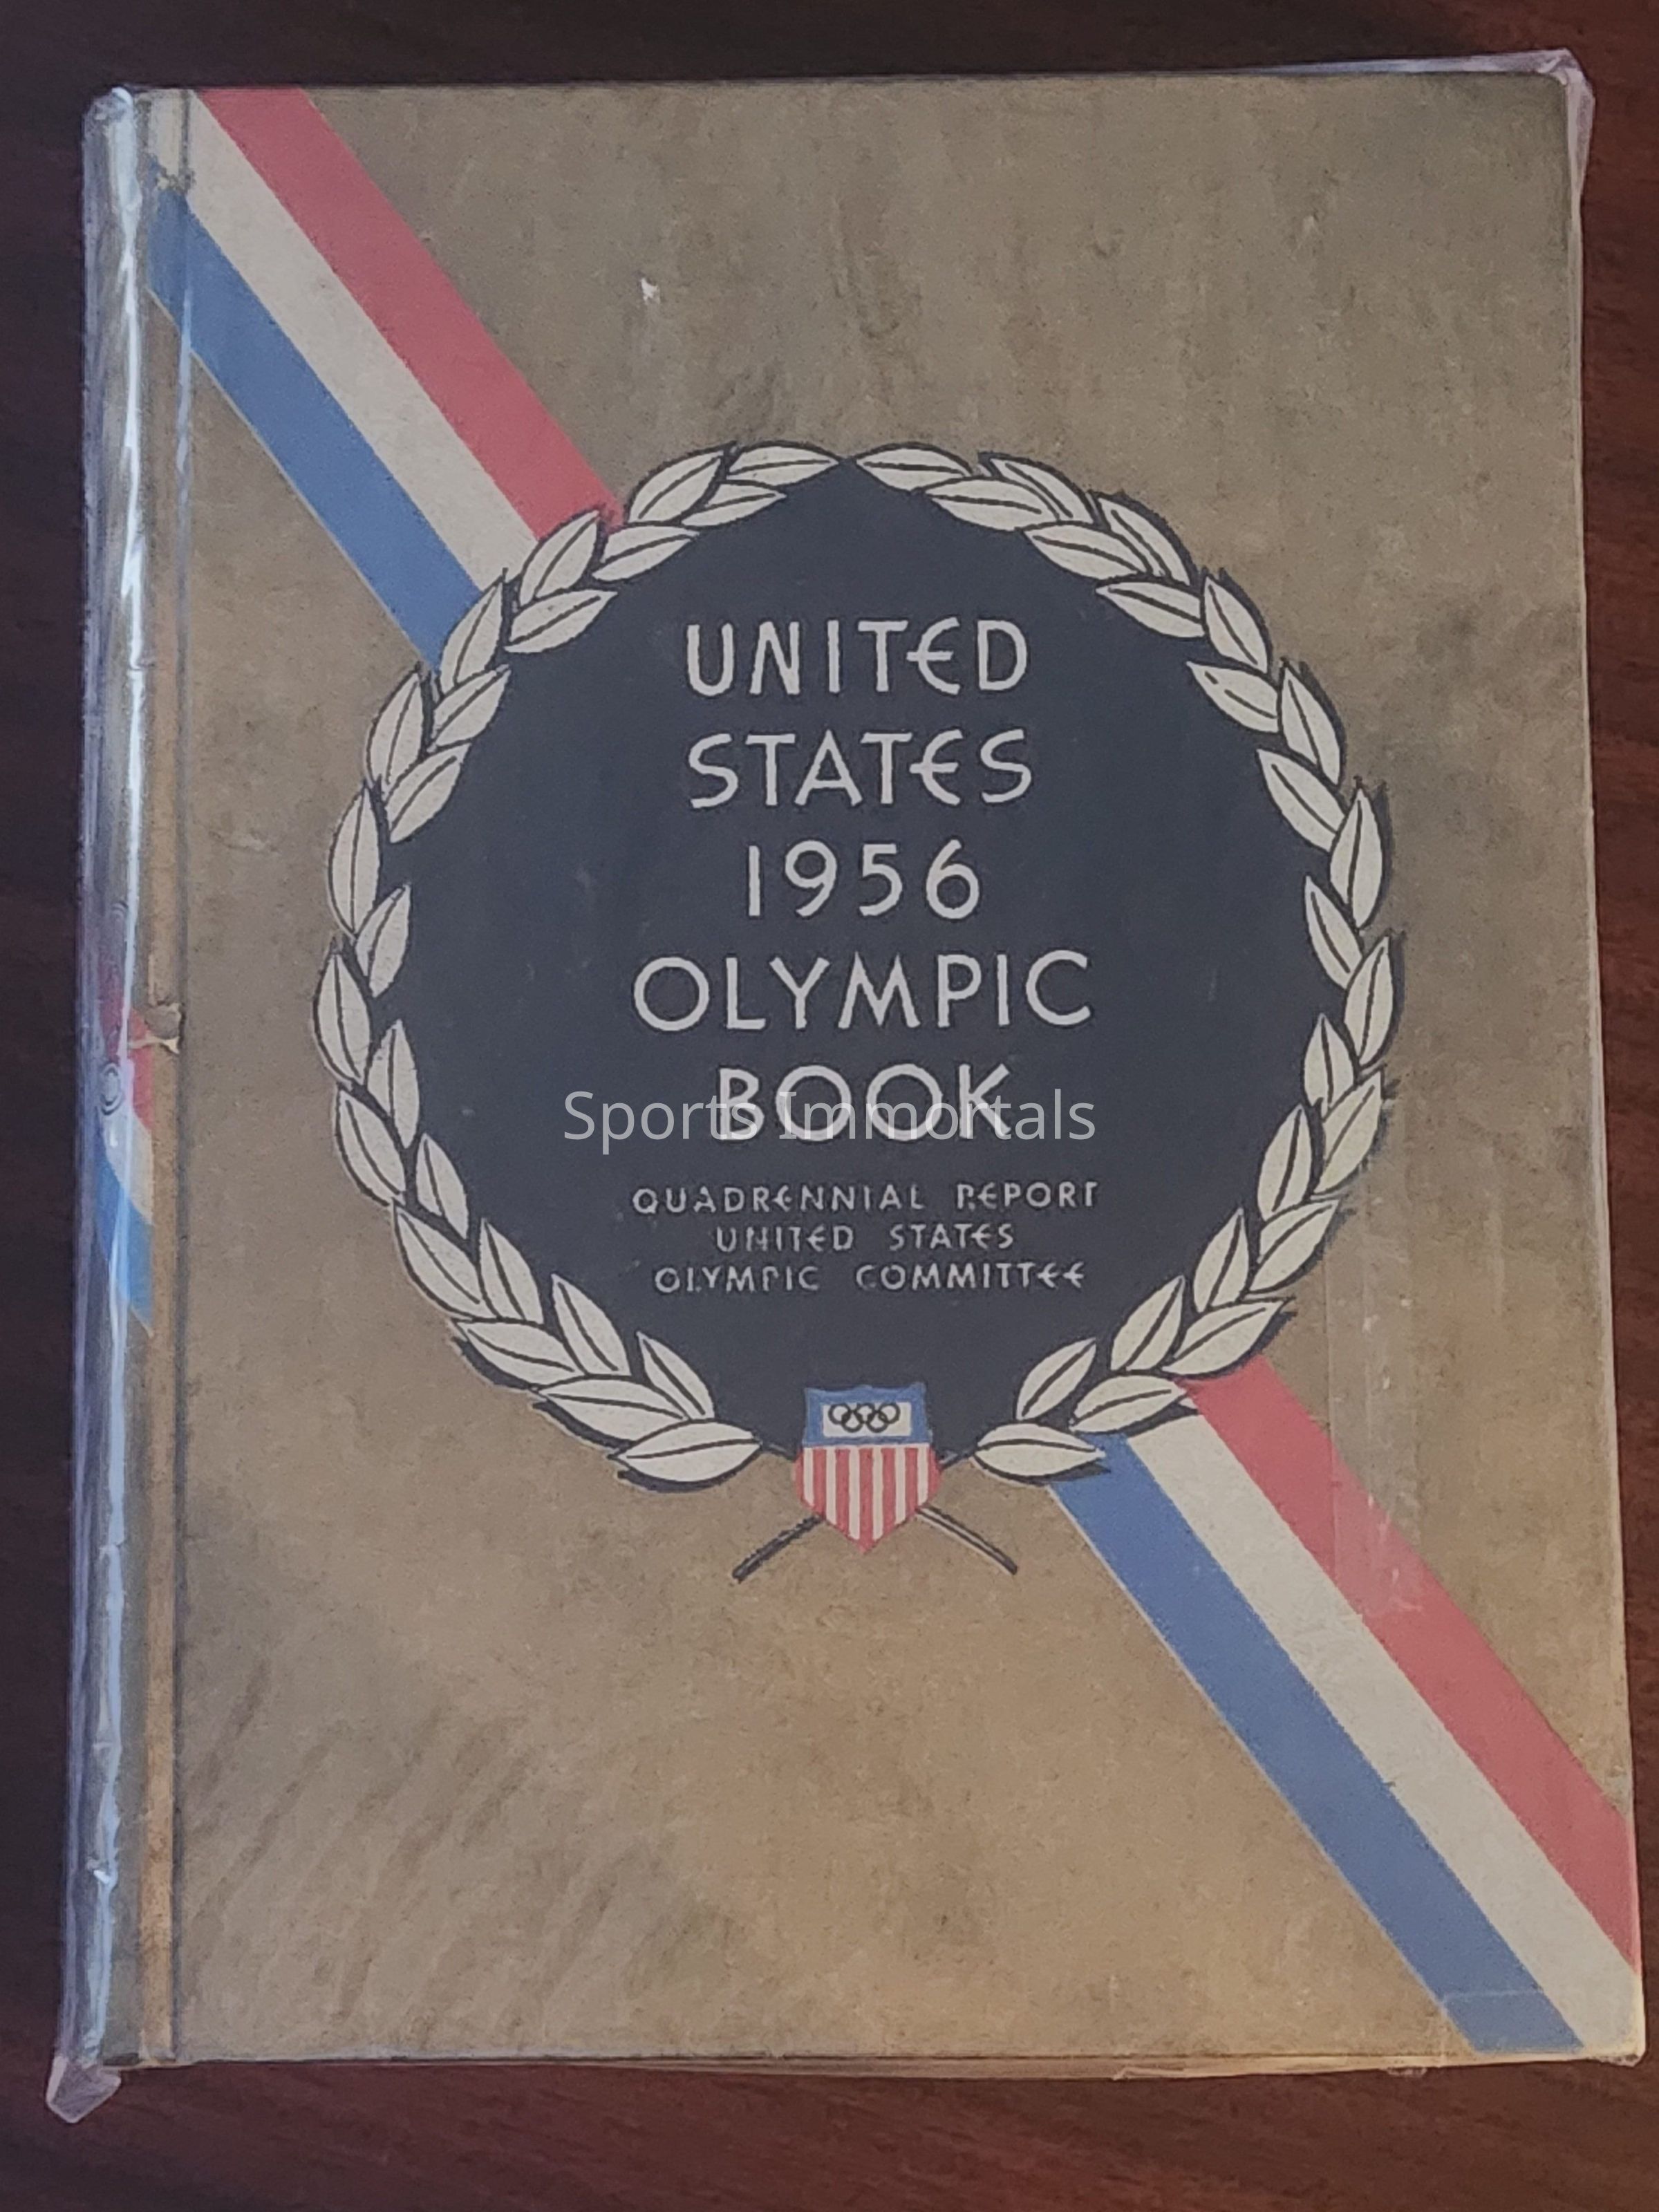 UNITED
STATES
1956
OLYMPIC
BOOK
Sports Immortals
QUADRENNIAL REPORT
UNITED STATES
OLYMPIC COMMITTEE